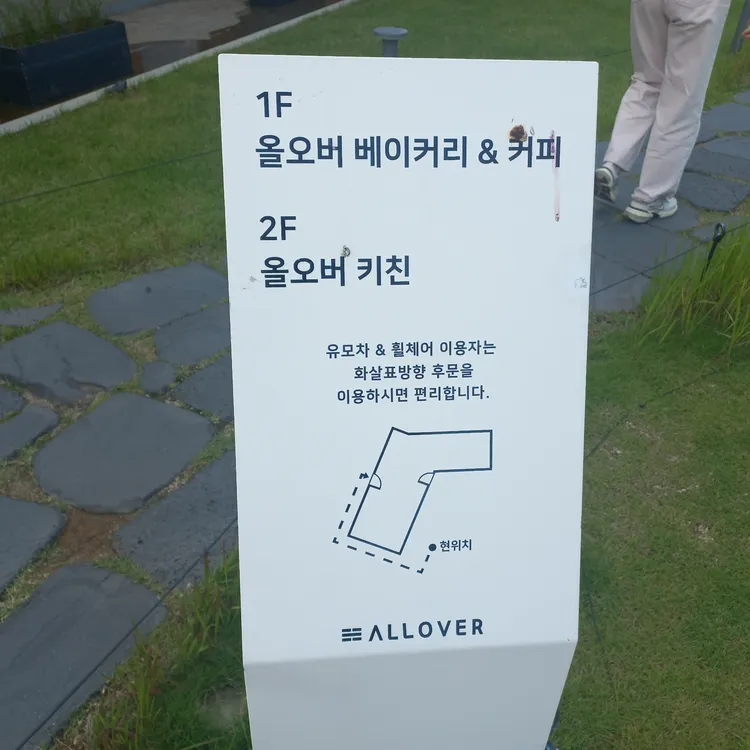 1F
올오버 베이커리 & 커피
2F
올오버 키친
유모차 & 휠체어 이용자는
화살표방향 후문을
이용하시면 편리합니다.
현위치
ALLOVER